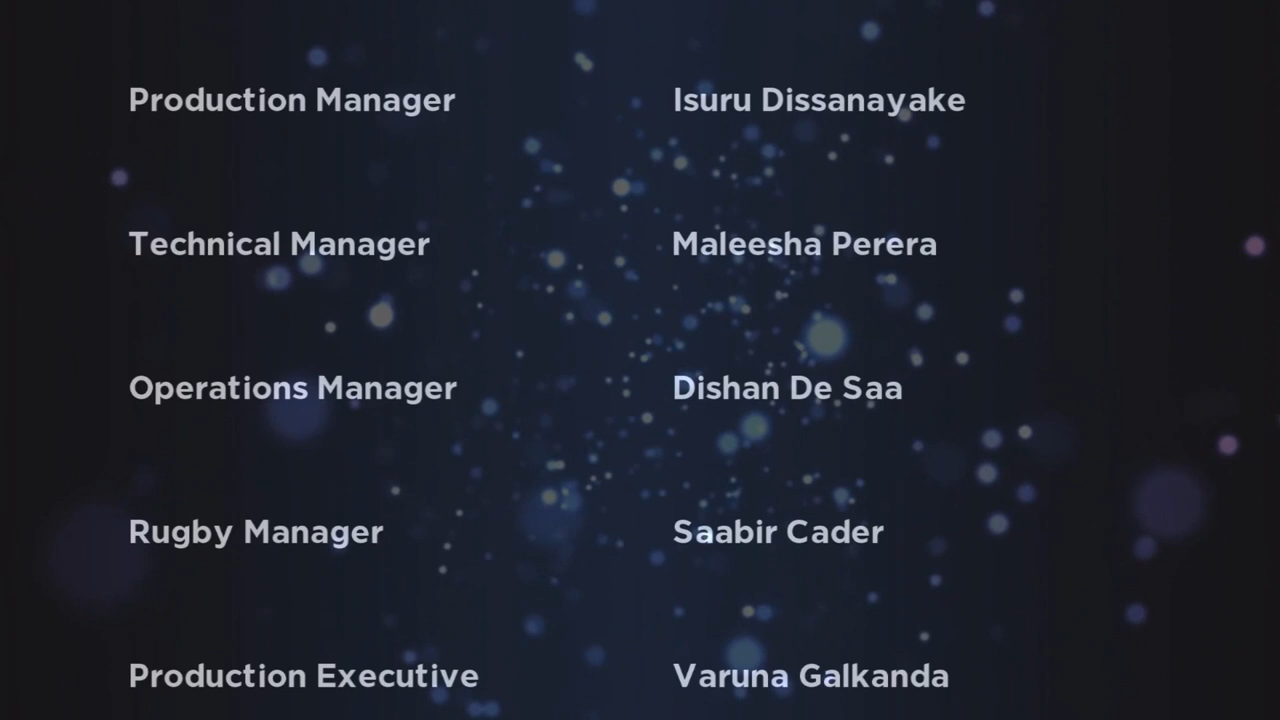 Production Manager Isuru Dissanayake
Technical Manager Maleesha Perera
Operations Manager Dishan De Saa
Rugby Manager Saabir Cader
Production Executive Varuna Galkanda